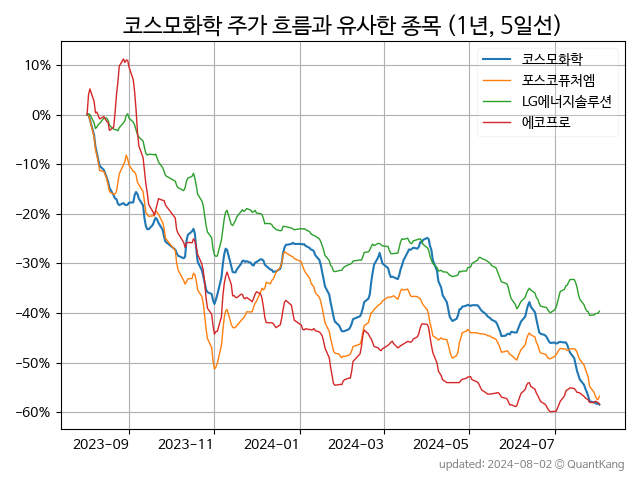 코스모화학 주가 흐름과 유사한 종목 (1년, 5일선)
코스모화학
포스코퓨처엠
LG에너지솔루션
에코프로
10%
0%
−10%
−20%
−30%
−40%
−50%
−60%
2023-09 2023-11 2024-01 2024-03 2024-05 2024-07
updated: 2024-08-02 © QuantKang